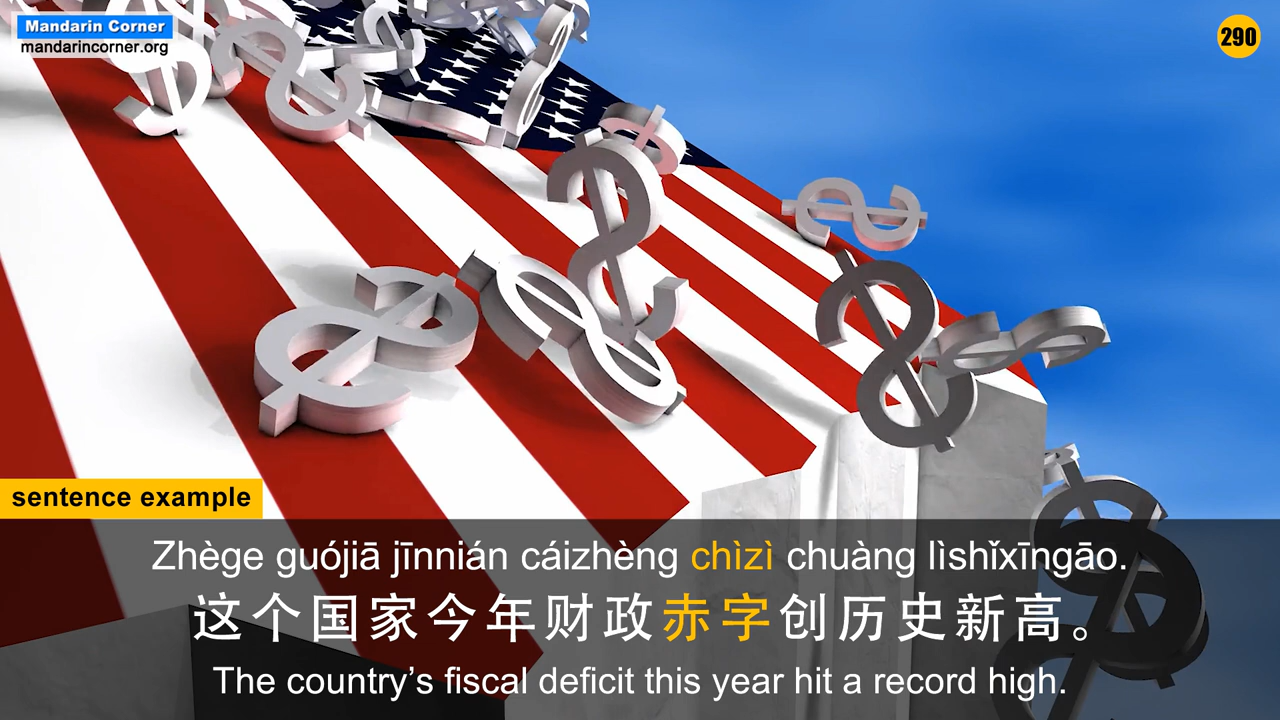 Mandarin Corner
mandarincorner.org
290
sentence example
Zhège guójiā jīnnián cáizhèng chìzì chuàng lìshǐxīngāo.
这个国家今年财政赤字创历史新高。
The country’s fiscal deficit this year hit a record high.